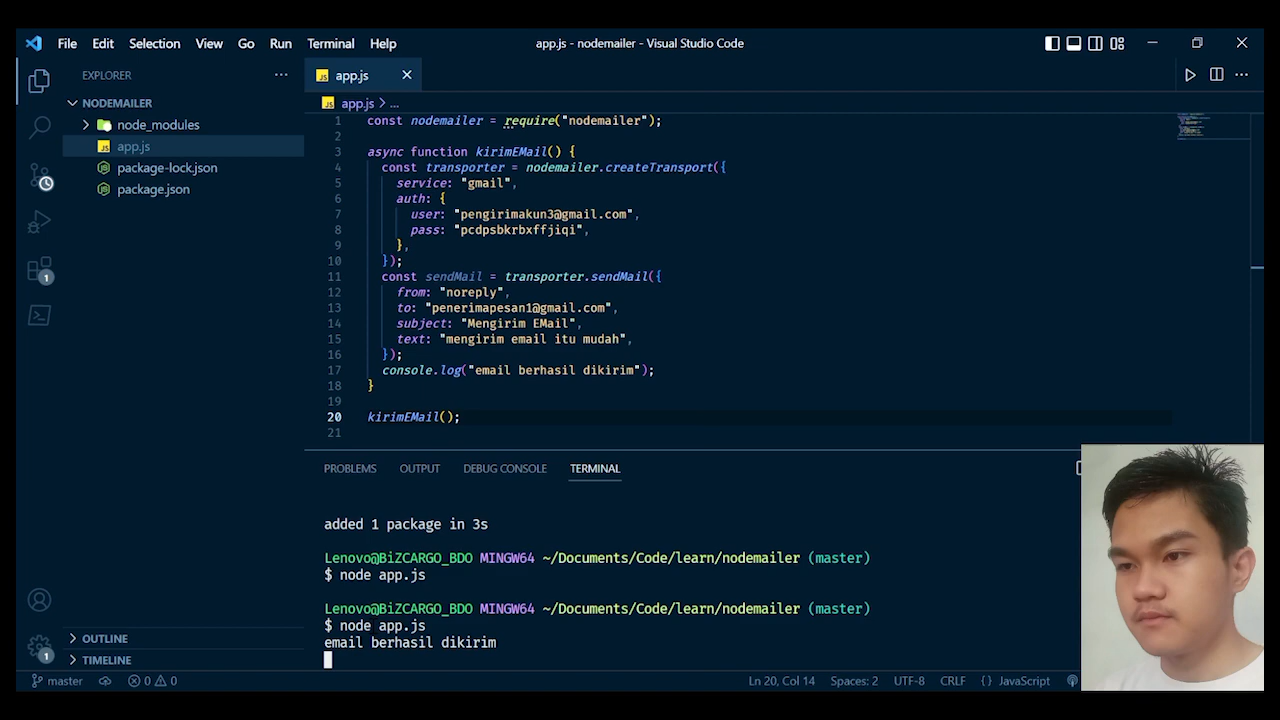 File Edit Selection View Go Run Terminal Help
app.js - nodemailer - Visual Studio Code
EXPLORER
NODEMAILER
node_modules
app.js
package-lock.json
package.json
OUTLINE
TIMELINE
JS app.js
JS app.js > ...
1 const nodemailer = require("nodemailer");
2
3 async function kirimEMail() {
4 const transporter = nodemailer.createTransport({
5 service: "gmail",
6 auth: {
7 user: "pengirimakun3@gmail.com",
8 pass: "pcdpsbkrbxffjiqi",
9 },
10 });
11 const sendMail = transporter.sendMail({
12 from: "noreply",
13 to: "penerimapesan1@gmail.com",
14 subject: "Mengirim EMail",
15 text: "mengirim email itu mudah",
16 });
17 console.log("email berhasil dikirim");
18 }
19
20 kirimEMail();
21
PROBLEMS OUTPUT DEBUG CONSOLE TERMINAL
added 1 package in 3s
Lenovo@BiZCARGO_BDO MINGW64 ~/Documents/Code/learn/nodemailer (master)
$ node app.js
Lenovo@BiZCARGO_BDO MINGW64 ~/Documents/Code/learn/nodemailer (master)
$ node app.js
email berhasil dikirim
master 0 0 Ln 20, Col 14 Spaces: 2 UTF-8 CRLF {} JavaScript